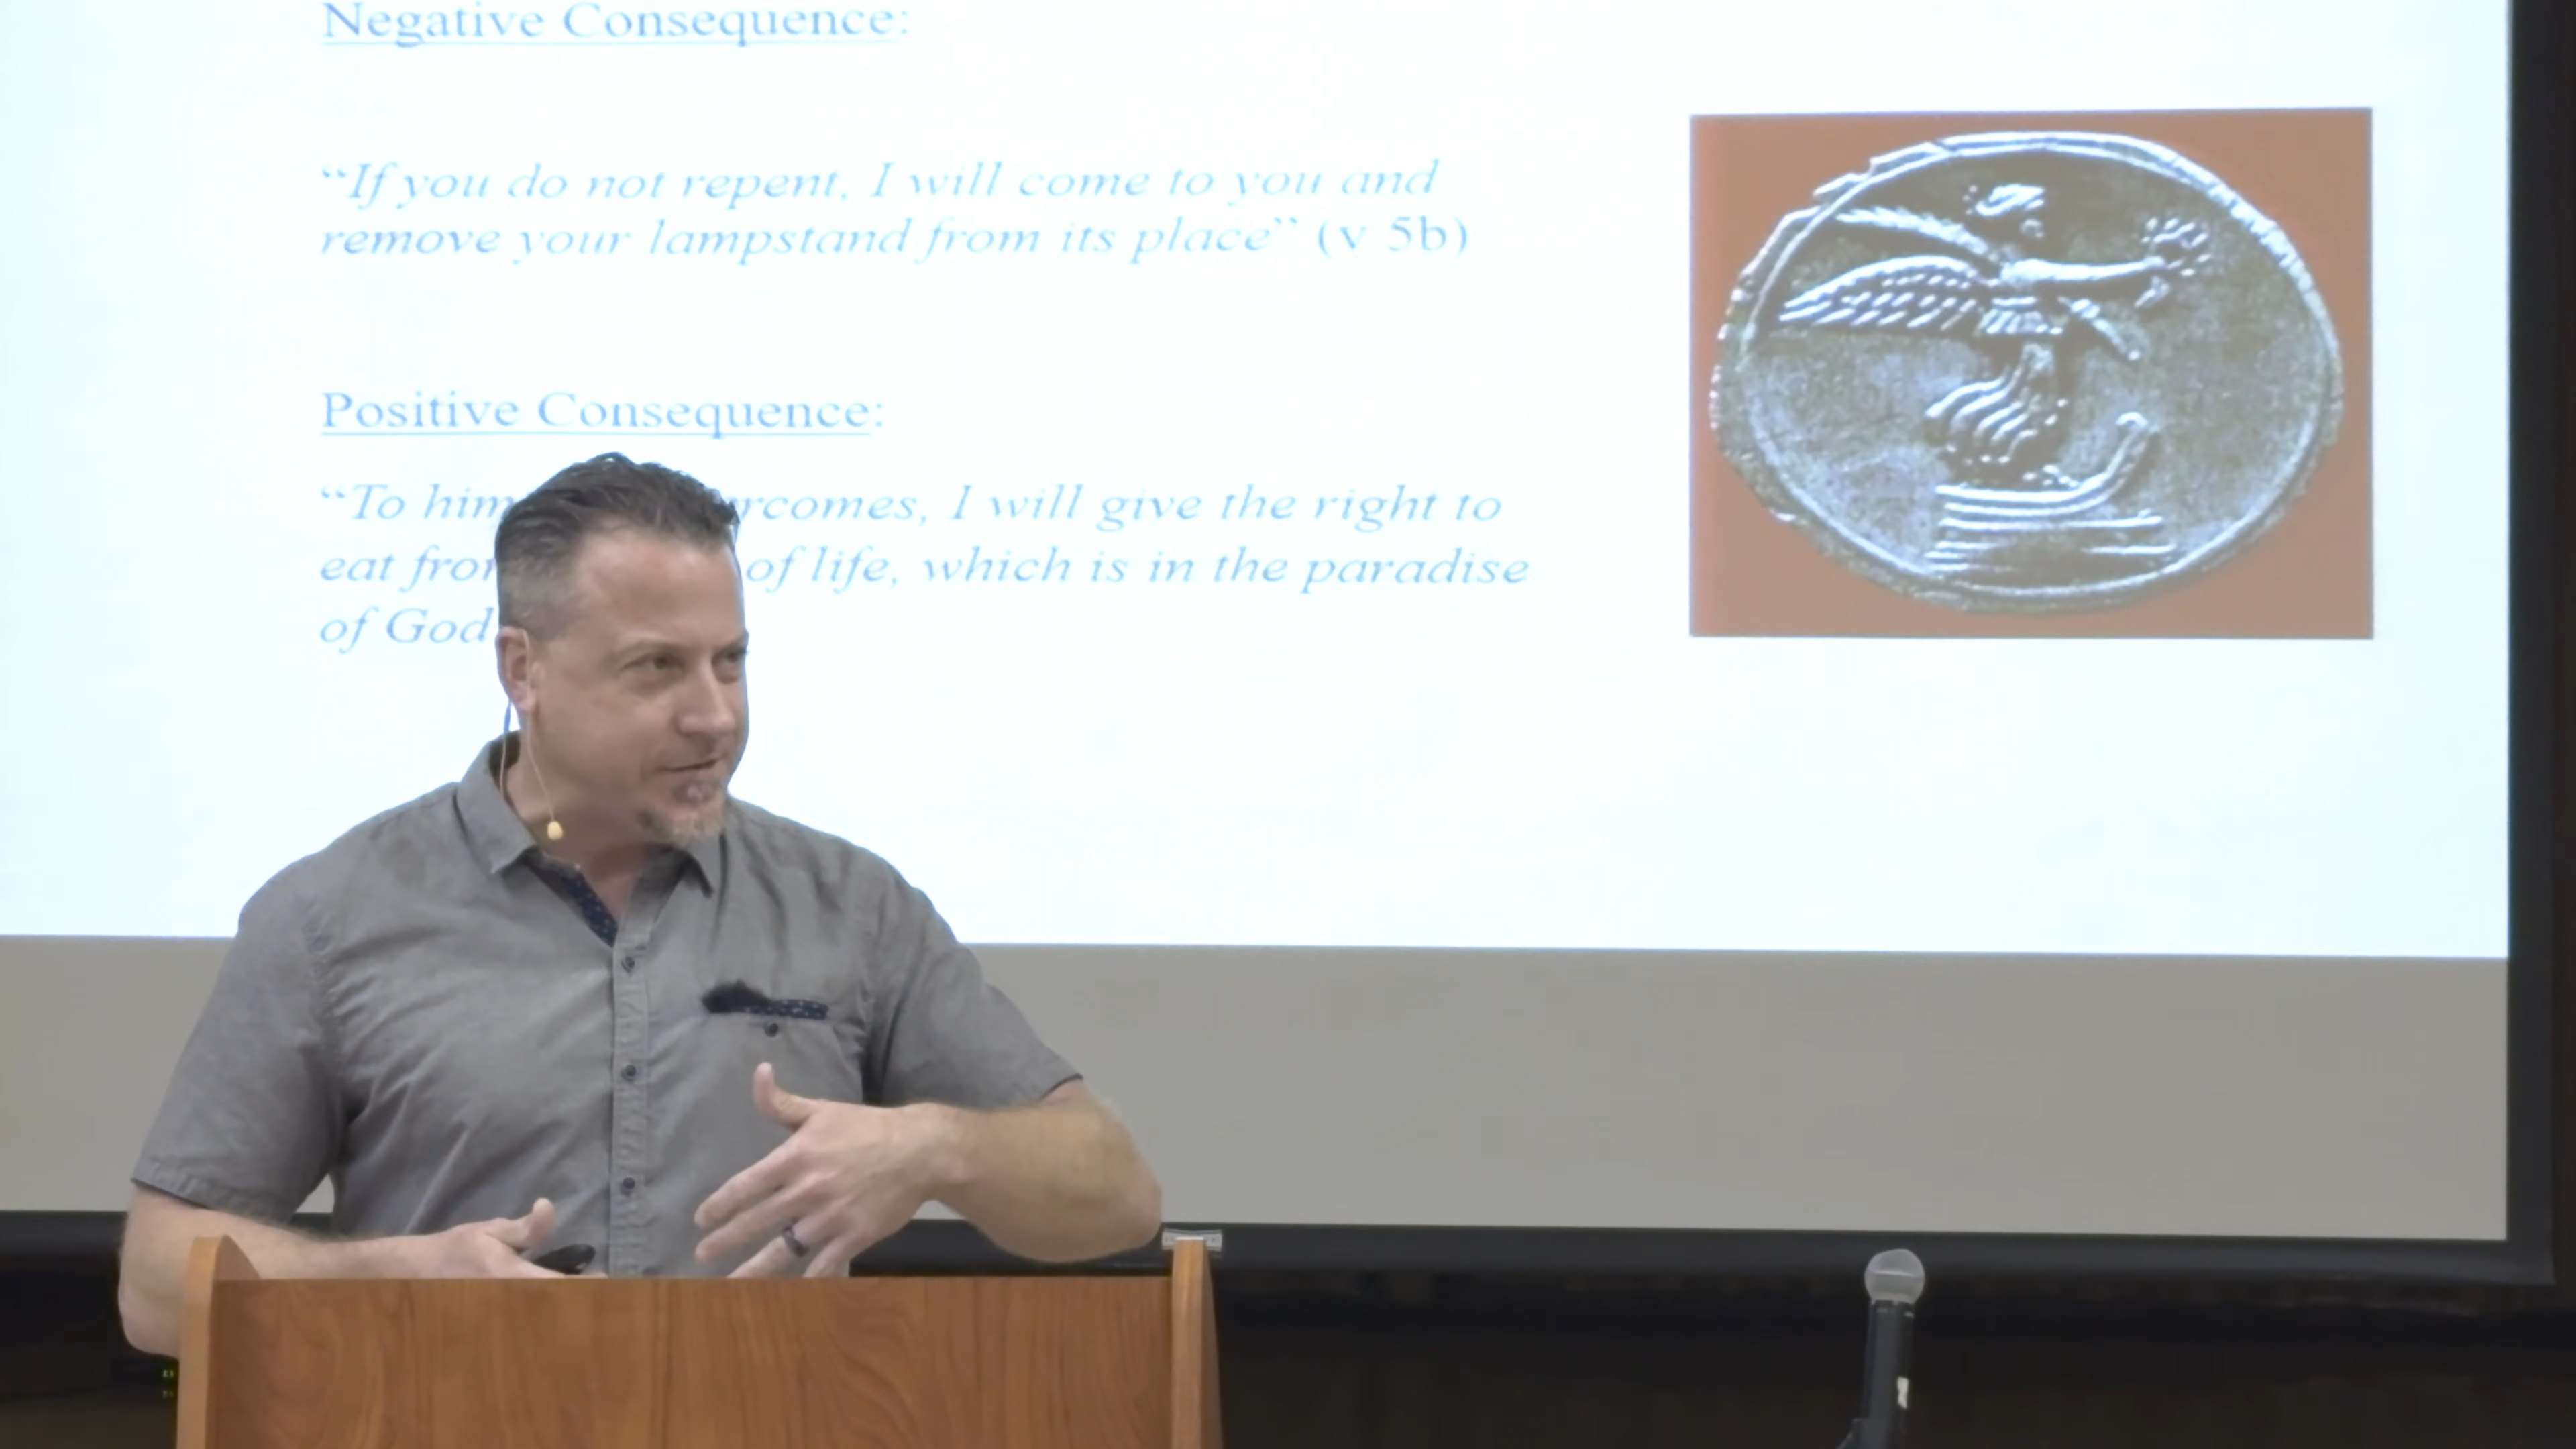 Negative Consequence:
“If you do not repent, I will come to you and
remove your lampstand from its place” (v 5b)
Positive Consequence:
“To him rcomes, I will give the right to
eat from of life, which is in the paradise
of God